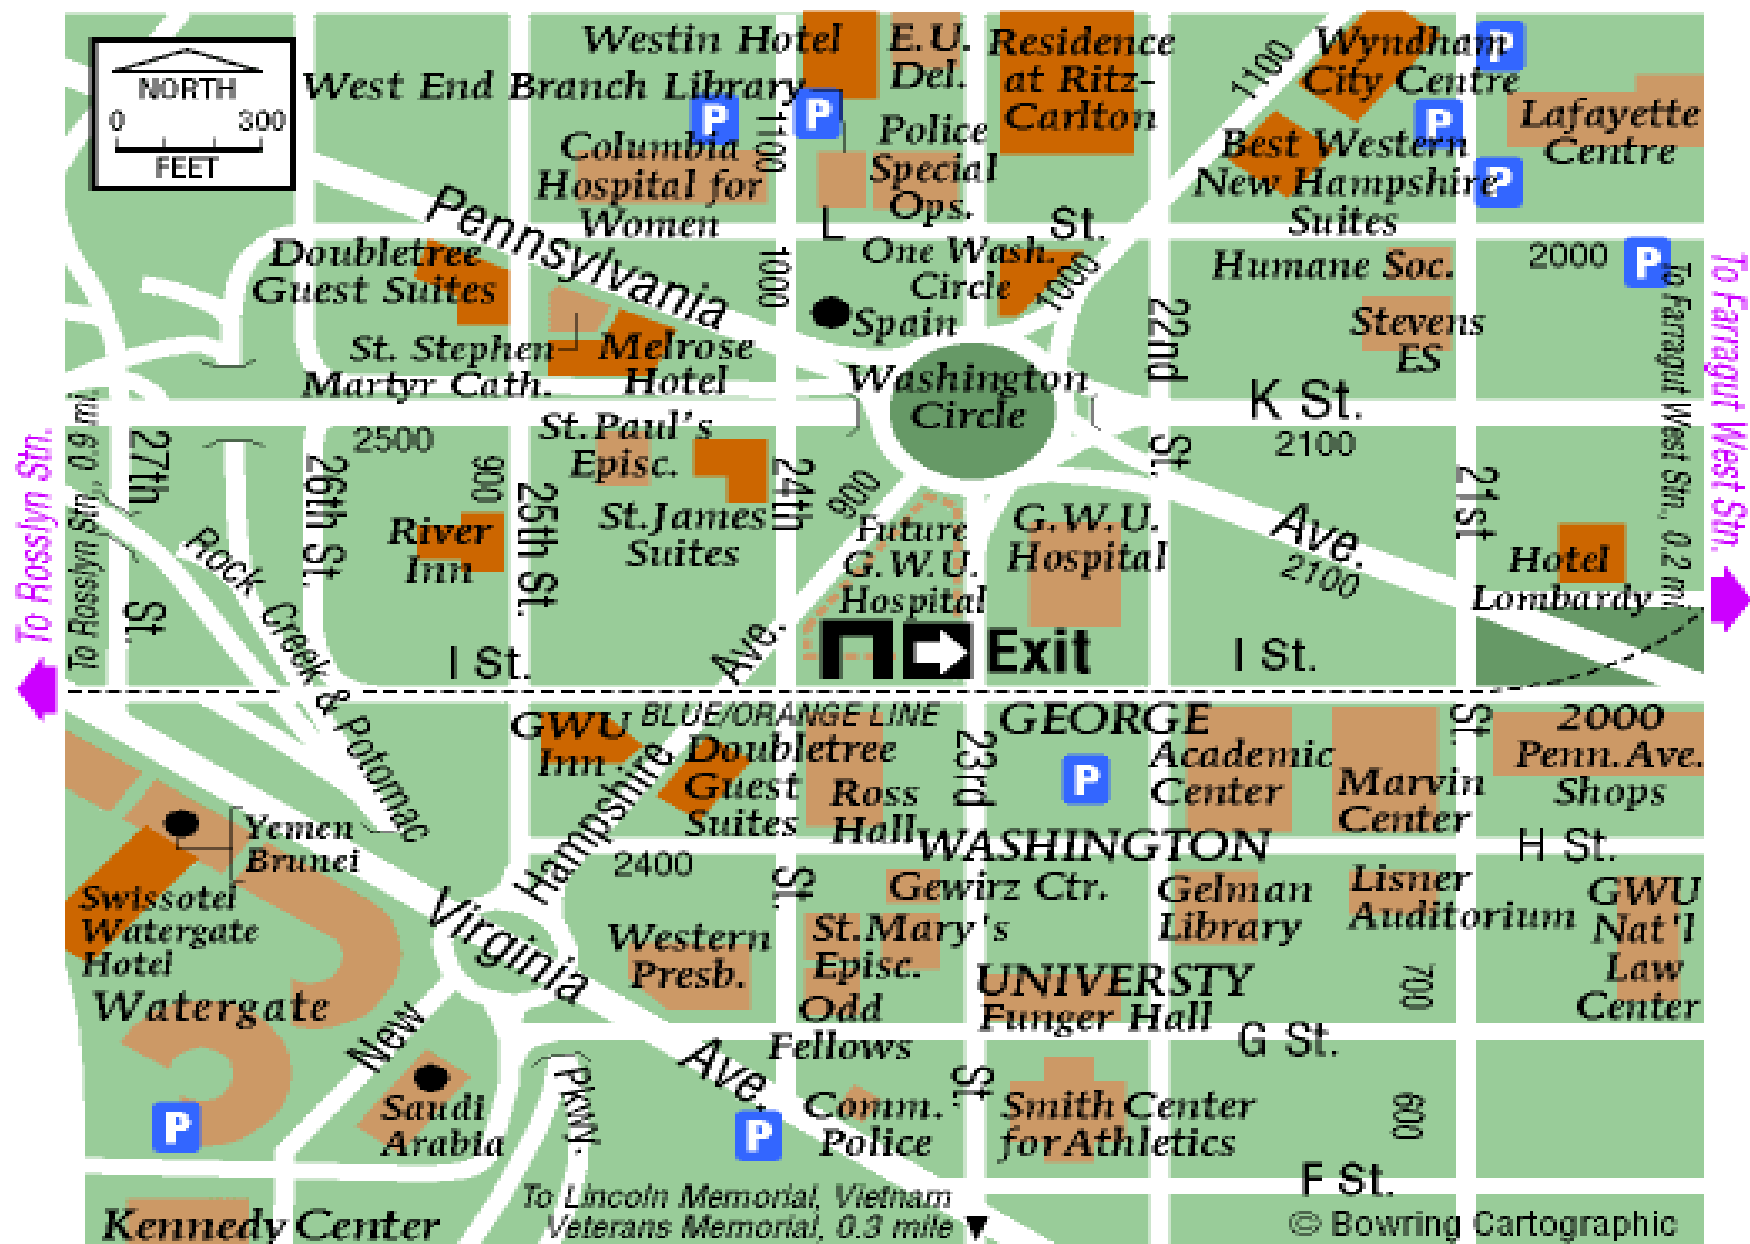 NORTH
0 300
FEET
Westin Hotel
West End Branch Library
E.U.
Del.
Residence
at Ritz-
Carlton
1100
Wyndham
City Centre
P
P
P
P
P
Lafayette
Centre
Best Western
New Hampshire
Suites
Columbia
Hospital for
Women
1100
Police
Special
Ops.
L St.
Pennsylvania
Doubletree
Guest Suites
1000
One Wash.
Circle
1000
Spain
Humane Soc.
2000
P
Stevens
ES
22nd
St.
St. Stephen
Martyr Cath.
Melrose
Hotel
Washington
Circle
K St.
2100
2500
St. Paul's
Episc.
St. James
Suites
27th
St.
26th St.
900
25th St.
24th
900
River
Inn
Future
G.W.U.
Hospital
G.W.U.
Hospital
Ave.
2100
21st
Hotel
Lombardy
To Farragut West Stn., 0.2 mi.
To Farragut West Stn.
To Rosslyn Stn.
To Rosslyn Stn., 0.9 mi.
Rock Creek & Potomac
I St.
Ave.
Exit
I St.
BLUE/ORANGE LINE
GWU
Inn
Doubletree
Guest
Suites
Hampshire
Ross
Hall
23rd
GEORGE
P
Academic
Center
Marvin
Center
St.
2000
Penn. Ave.
Shops
WASHINGTON
H St.
Yemen
Brunei
Swissotel
Watergate
Hotel
Watergate
2400
St.
Virginia
Western
Presb.
Gewirz Ctr.
St. Mary's
Episc.
Odd
Fellows
Gelman
Library
Lisner
Auditorium
GWU
Nat'l
Law
Center
UNIVERSTY
Funger Hall
700
G St.
New
Saudi
Arabia
Pkwy.
Ave.
P
P
Comm.
Police
St.
Smith Center
for Athletics
600
F St.
Kennedy Center
To Lincoln Memorial, Vietnam
Veterans Memorial, 0.3 mile
© Bowring Cartographic